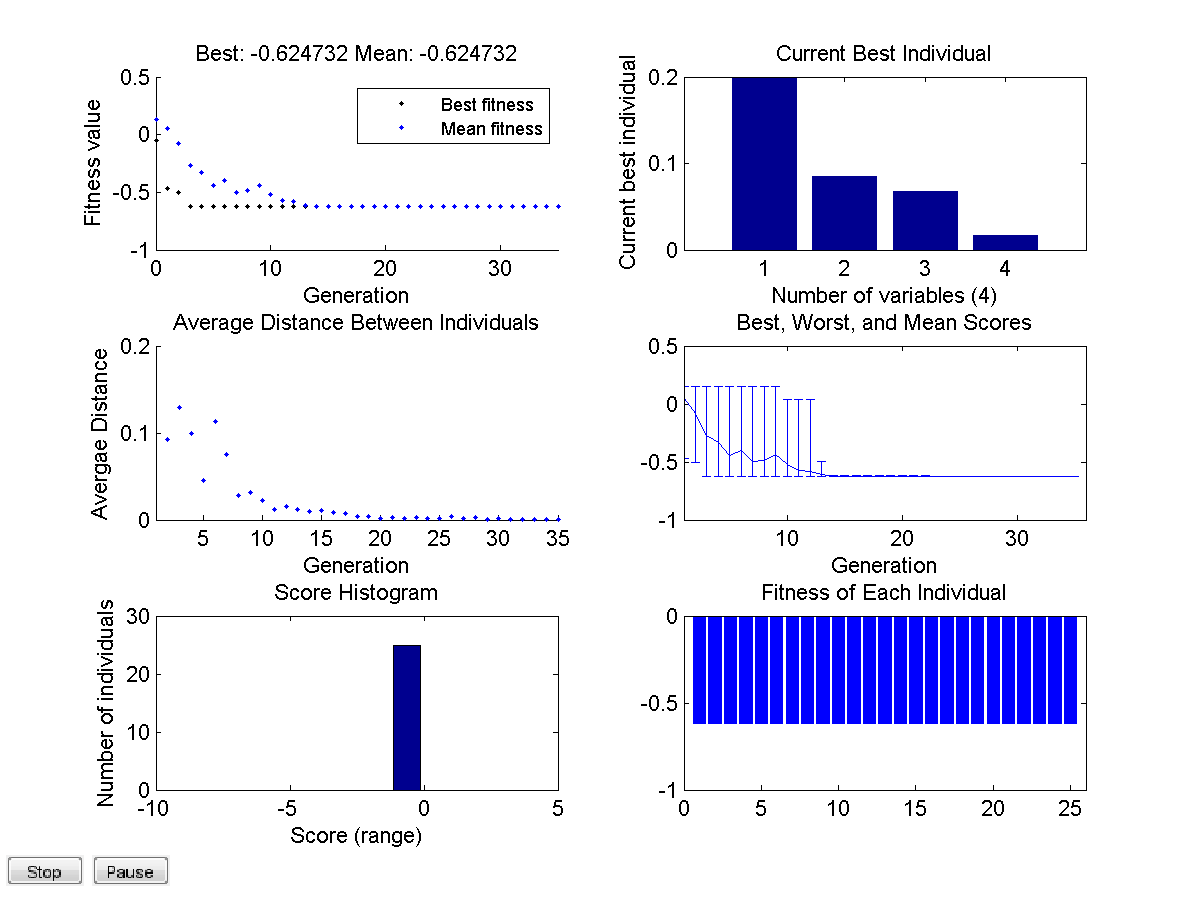 Best: -0.624732 Mean: -0.624732
0.5
0
-0.5
-1
Fitness value
Best fitness
Mean fitness
0 10 20 30
Generation
Current Best Individual
0.2
0.1
0
Current best individual
1 2 3 4
Number of variables (4)
Average Distance Between Individuals
0.2
0.1
0
Avergae Distance
5 10 15 20 25 30 35
Generation
Best, Worst, and Mean Scores
0.5
0
-0.5
-1
10 20 30
Generation
Score Histogram
30
20
10
0
Number of individuals
-10 -5 0 5
Score (range)
Fitness of Each Individual
0
-0.5
-1
0 5 10 15 20 25
Stop
Pause